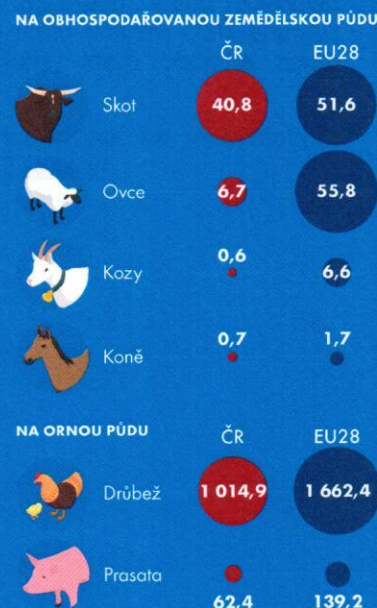 NA OBHOSPODAŘOVANOU ZEMĚDĚLSKOU PŮDU
ČR EU28
Skot 40,8 51,6
Ovce 6,7 55,8
Kozy 0,6 6,6
Koně 0,7 1,7
NA ORNOU PŮDU
ČR EU28
Drůbež 1 014,9 1 662,4
Prasata 62,4 139,2